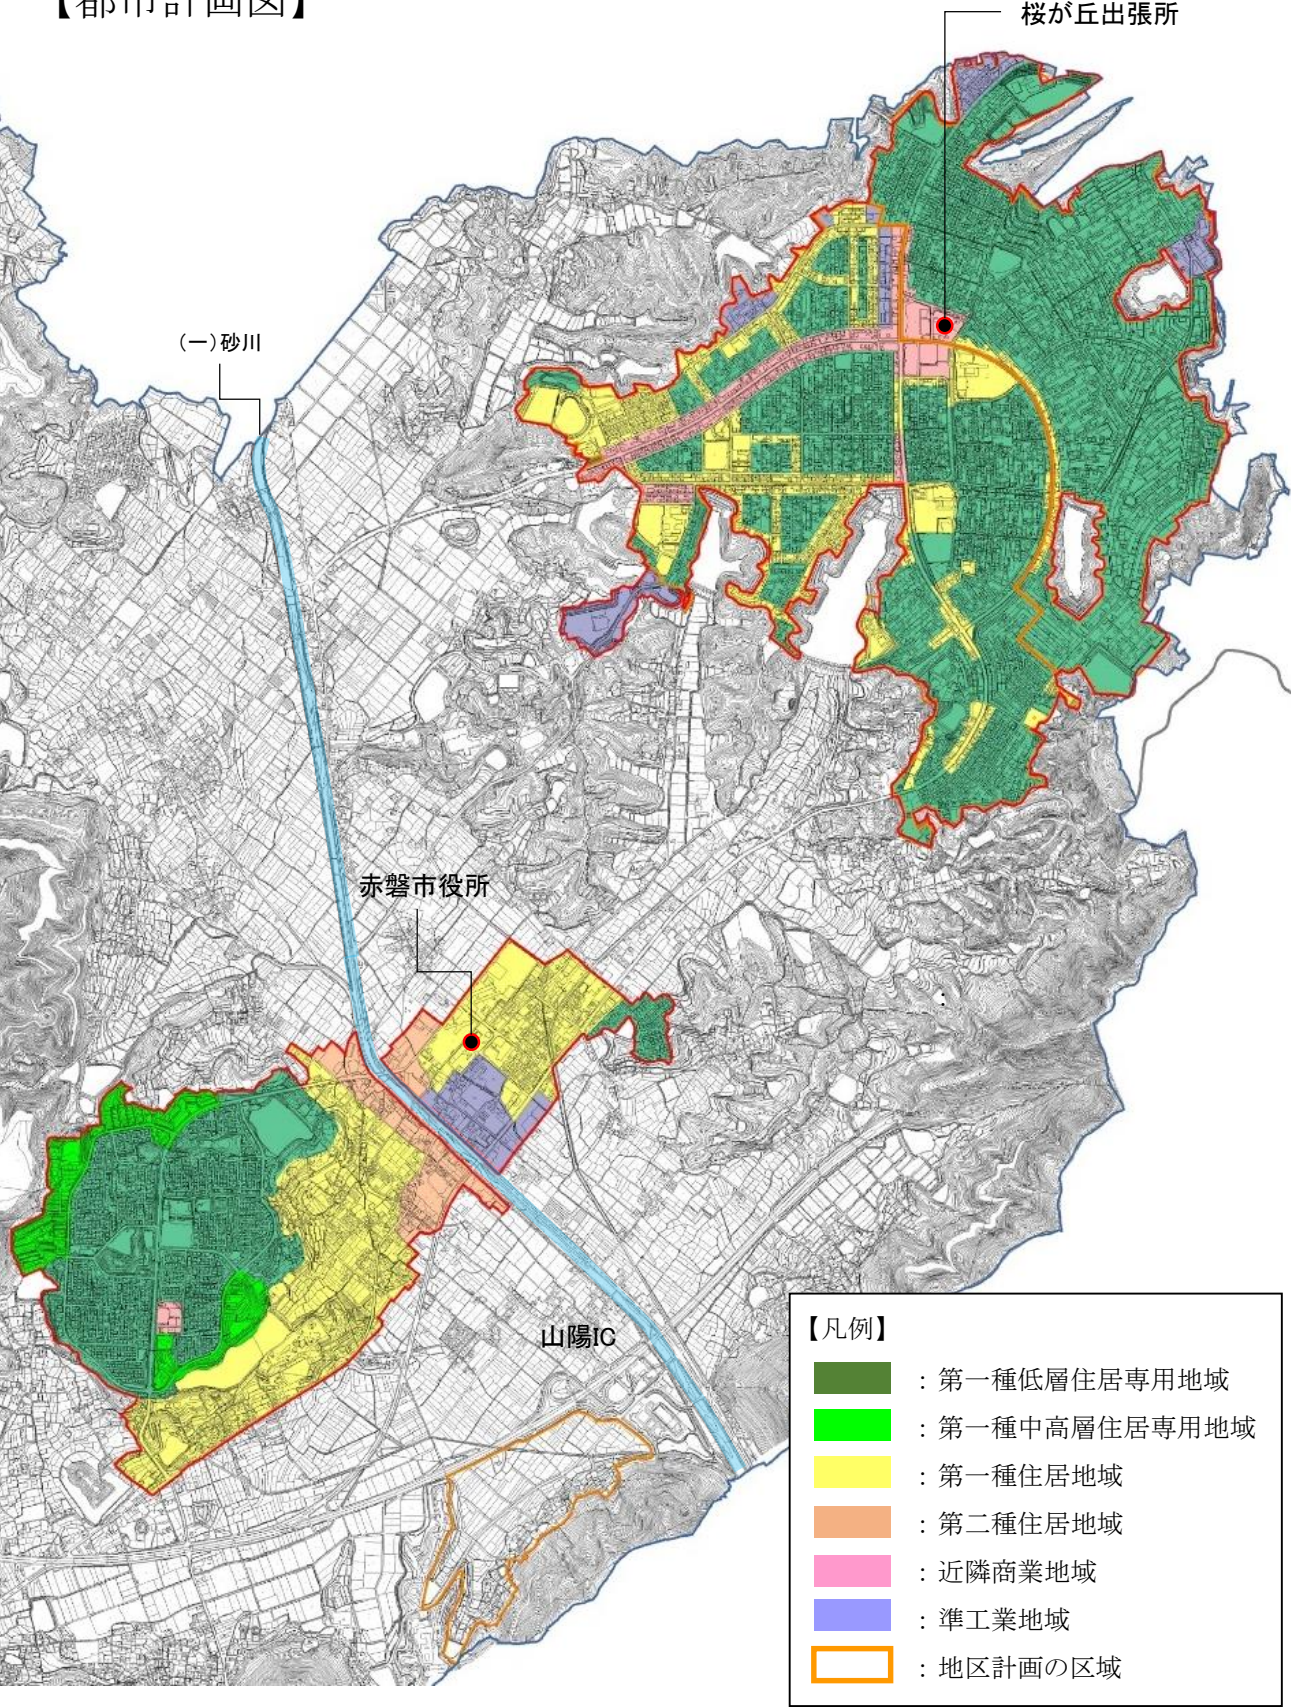 【都市計画図】
桜が丘出張所
(一)砂川
赤磐市役所
:
山陽IC
【凡例】
：第一種低層住居専用地域
：第一種中高層住居専用地域
：第一種住居地域
：第二種住居地域
：近隣商業地域
：準工業地域
：地区計画の区域